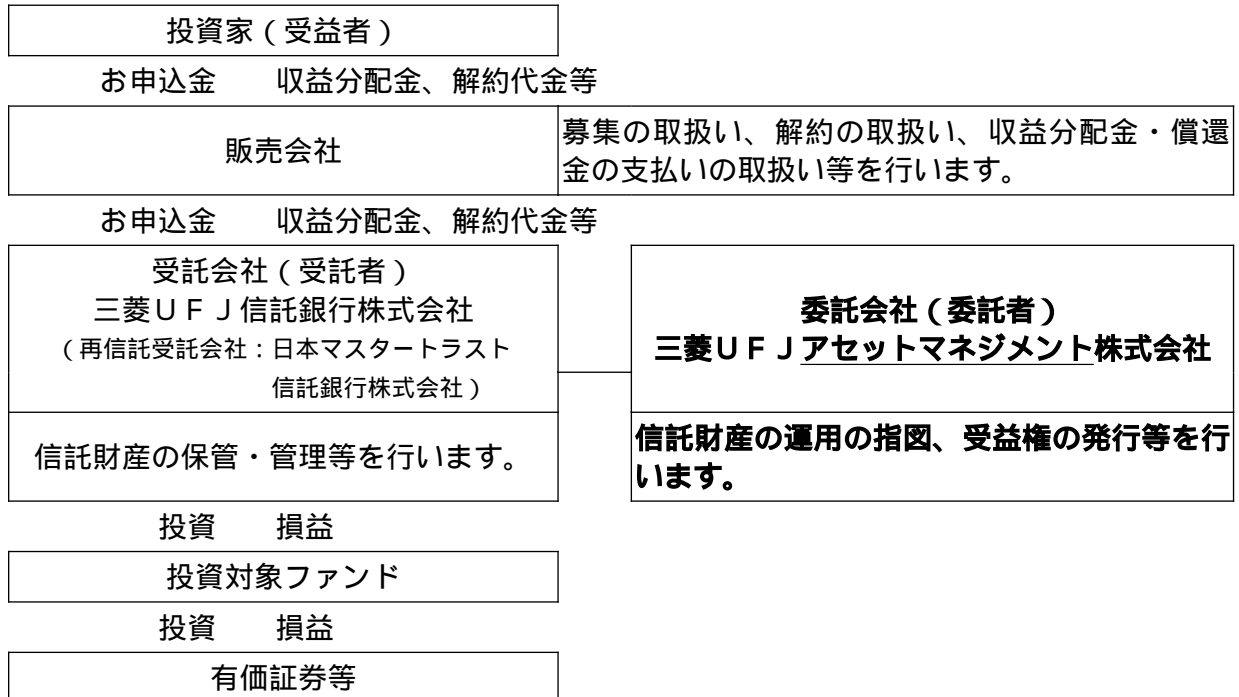 投資家(受益者)
お申込金　　収益分配金、解約代金等
販売会社
募集の取扱い、解約の取扱い、収益分配金・償還
金の支払いの取扱い等を行います。
お申込金　　収益分配金、解約代金等
受託会社(受託者)
三菱UFJ信託銀行株式会社
(再信託受託会社:日本マスタートラスト
信託銀行株式会社)
委託会社(委託者)
三菱UFJアセットマネジメント株式会社
信託財産の保管・管理等を行います。
信託財産の運用の指図、受益権の発行等を行
います。
投資　　損益
投資対象ファンド
投資　　損益
有価証券等